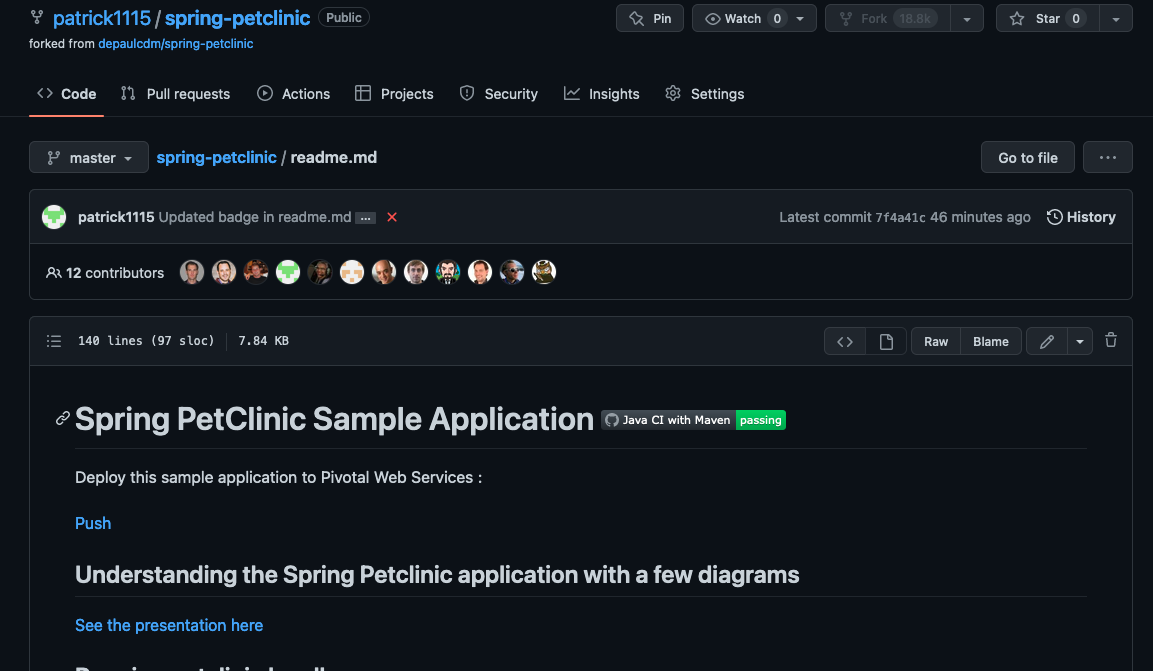 patrick1115 / spring-petclinic Public
Pin Watch 0 Fork 18.8k Star 0
forked from depaulcdm/spring-petclinic
Code Pull requests Actions Projects Security Insights Settings
master spring-petclinic / readme.md Go to file ...
patrick1115 Updated badge in readme.md ... Latest commit 7f4a41c 46 minutes ago History
12 contributors
140 lines (97 sloc) 7.84 KB Raw Blame
Spring PetClinic Sample Application Java CI with Maven passing
Deploy this sample application to Pivotal Web Services :
Push
Understanding the Spring Petclinic application with a few diagrams
See the presentation here